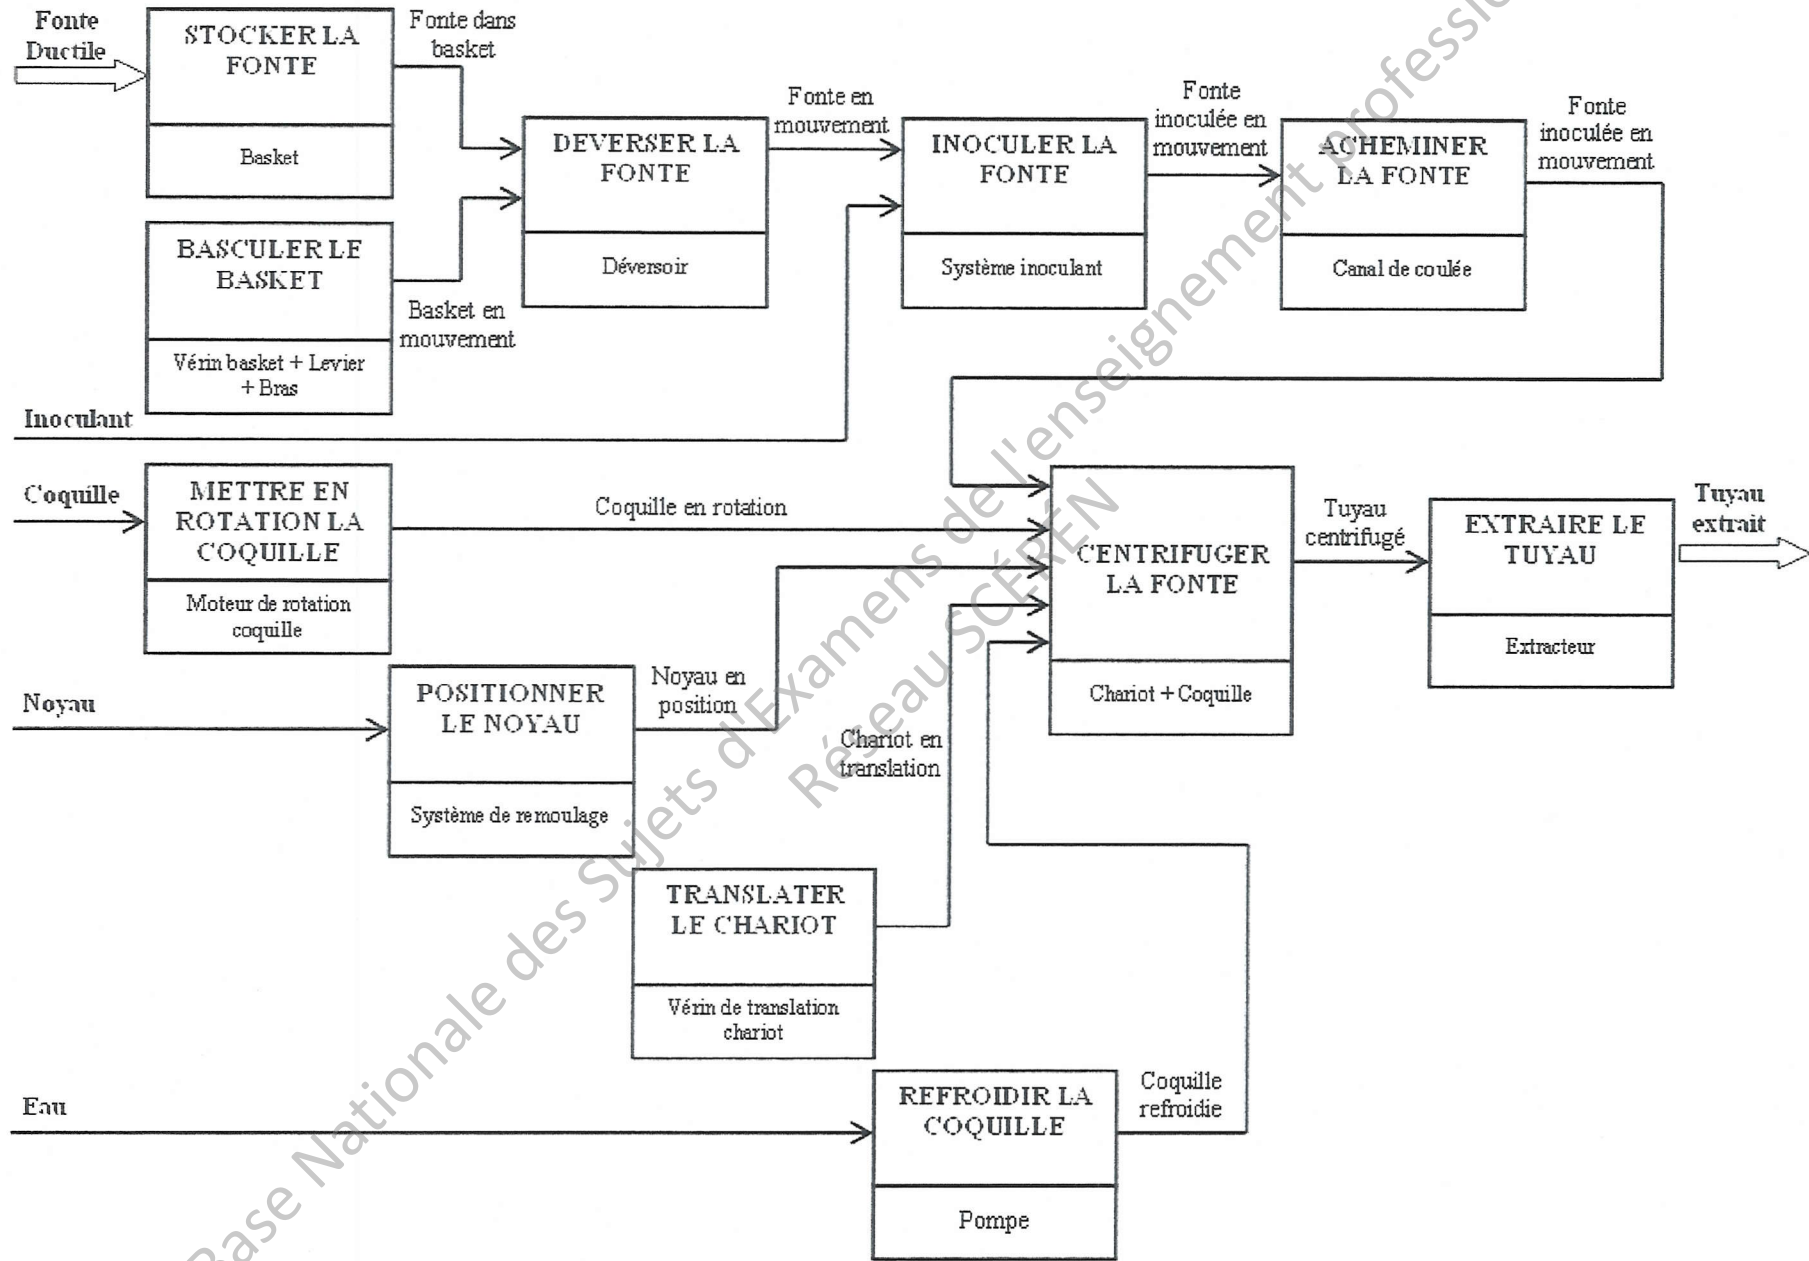 Fonte
Ductile
STOCKER LA
FONTE
Basket
Fonte dans
basket
BASCULER LE
BASKET
Vérin basket + Levier
+ Bras
Basket en
mouvement
DEVERSER LA
FONTE
Déversoir
Fonte en
mouvement
INOCULER LA
FONTE
Système inoculant
Fonte
inoculée en
mouvement
ACHEMINER
LA FONTE
Canal de coulée
Fonte
inoculée en
mouvement
Inoculant
Coquille
METTRE EN
ROTATION LA
COQUILLE
Moteur de rotation
coquille
Coquille en rotation
CENTRIFUGER
LA FONTE
Chariot + Coquille
Tuyau
centrifugé
EXTRAIRE LE
TUYAU
Extracteur
Tuyau
extrait
Noyau
POSITIONNER
LE NOYAU
Système de remoulage
Noyau en
position
TRANSLATER
LE CHARIOT
Vérin de translation
chariot
Chariot en
translation
Eau
REFROIDIR LA
COQUILLE
Pompe
Coquille
refroidie
Base Nationale des Sujets d'Examens de l'enseignement professio
Réseau SCÉRÉN